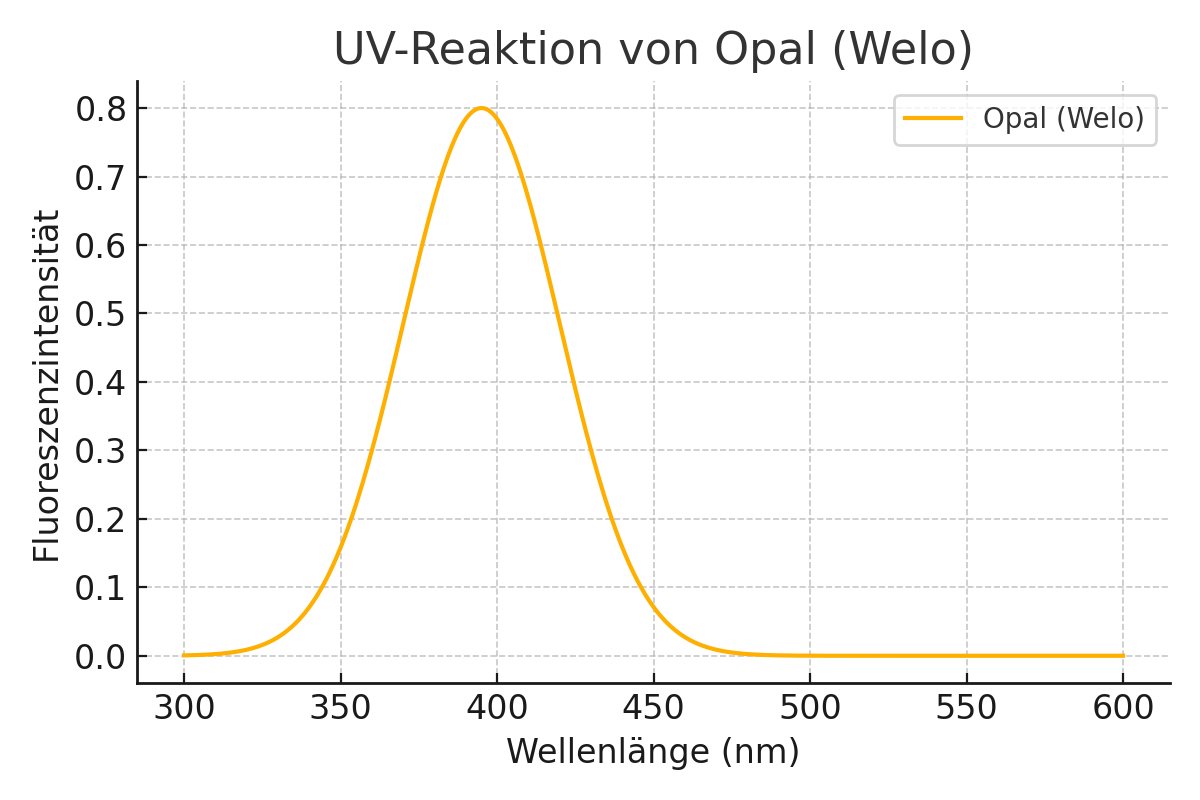 UV-Reaktion von Opal (Welo)
Opal (Welo)
Fluoreszenzintensität
0.8
0.7
0.6
0.5
0.4
0.3
0.2
0.1
0.0
300 350 400 450 500 550 600
Wellenlänge (nm)